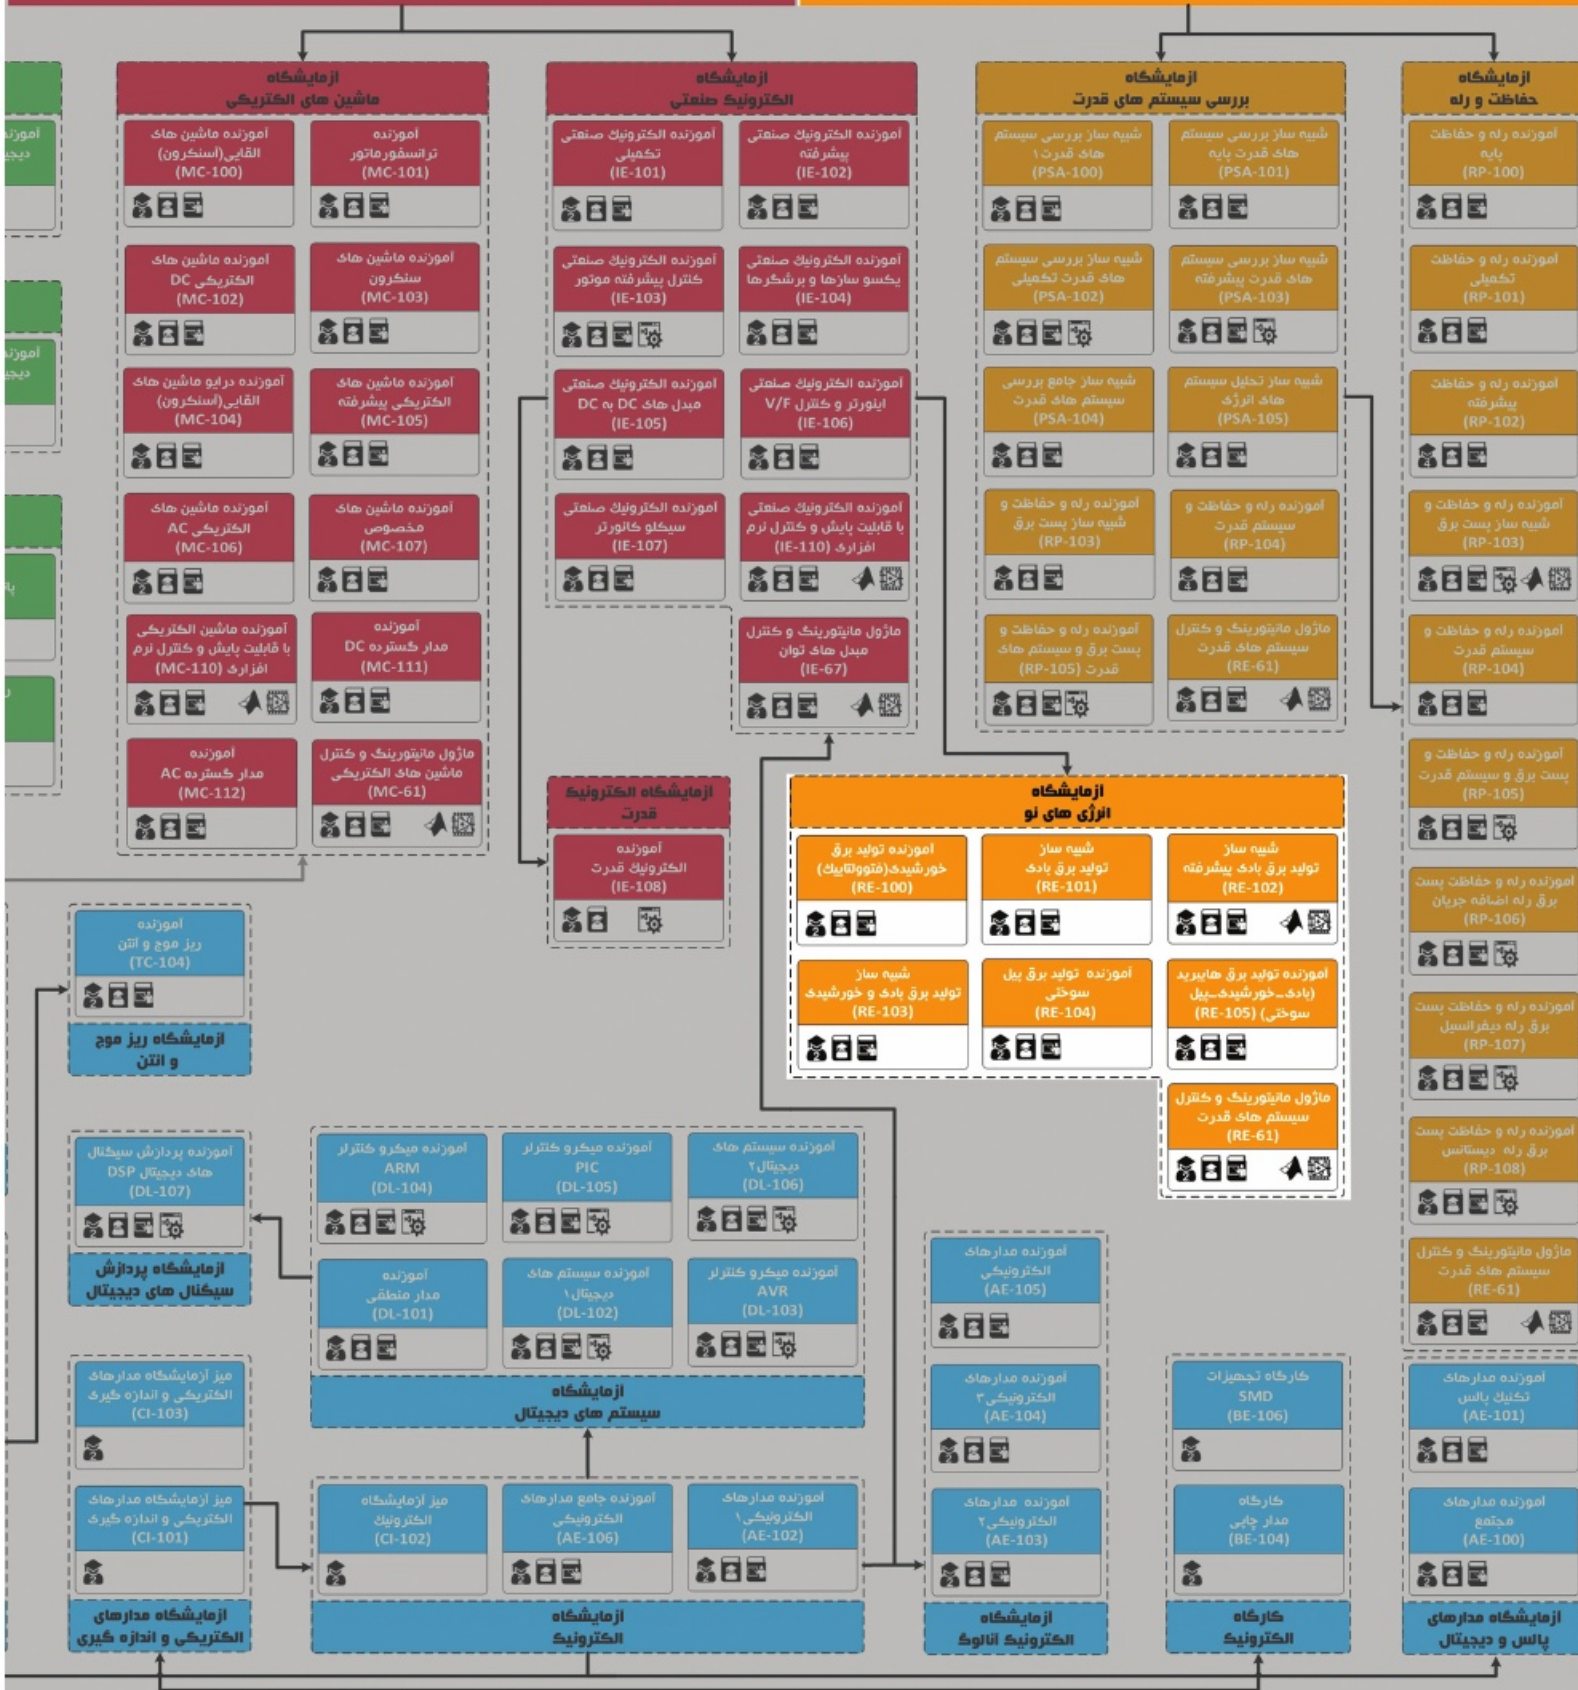 آزمایشگاه
ماشین های الکتریکی
آموزنده ماشین های
القایی(آسنکرون)
(MC-100)
آموزنده
ترانسفورماتور
(MC-101)
آموزنده ماشین های
الکتریکی DC
(MC-102)
آموزنده ماشین های
سنکرون
(MC-103)
آموزنده درایو ماشین های
القایی(آسنکرون)
(MC-104)
آموزنده ماشین های
الکتریکی پیشرفته
(MC-105)
آموزنده ماشین های
الکتریکی AC
(MC-106)
آموزنده ماشین های
مخصوص
(MC-107)
آموزنده ماشین الکتریکی
با قابلیت پایش و کنترل نرم
افزاری (MC-110)
آموزنده
مدار گسترده DC
(MC-111)
آموزنده
مدار گسترده AC
(MC-112)
ماژول مانیتورینگ و کنترل
ماشین های الکتریکی
(MC-61)
آزمایشگاه
الکترونیک صنعتی
آموزنده الکترونیك صنعتی
تکمیلی
(IE-101)
آموزنده الکترونیك صنعتی
پیشرفته
(IE-102)
آموزنده الکترونیك صنعتی
کنترل پیشرفته موتور
(IE-103)
آموزنده الکترونیك صنعتی
یکسو سازها و برشگرها
(IE-104)
آموزنده الکترونیك صنعتی
مبدل های DC به DC
(IE-105)
آموزنده الکترونیك صنعتی
اینورتر و کنترل V/F
(IE-106)
آموزنده الکترونیك صنعتی
سیکلو کانورتر
(IE-107)
آموزنده الکترونیك صنعتی
با قابلیت پایش و کنترل نرم
افزاری (IE-110)
ماژول مانیتورینگ و کنترل
مبدل های توان
(IE-67)
آزمایشگاه الکترونیک
قدرت
آموزنده
الکترونیك قدرت
(IE-108)
آزمایشگاه
بررسی سیستم های قدرت
شبیه ساز بررسی سیستم
های قدرت ۱
(PSA-100)
شبیه ساز بررسی سیستم
های قدرت پایه
(PSA-101)
شبیه ساز بررسی سیستم
های قدرت تکمیلی
(PSA-102)
شبیه ساز بررسی سیستم
های قدرت پیشرفته
(PSA-103)
شبیه ساز جامع بررسی
سیستم های قدرت
(PSA-104)
شبیه ساز تحلیل سیستم
های انرژی
(PSA-105)
آموزنده رله و حفاظت و
شبیه ساز پست برق
(RP-103)
آموزنده رله و حفاظت و
سیستم قدرت
(RP-104)
آموزنده رله و حفاظت و
پست برق و سیستم های
قدرت (RP-105)
ماژول مانیتورینگ و کنترل
سیستم های قدرت
(RE-61)
آزمایشگاه
حفاظت و رله
آموزنده رله و حفاظت
پایه
(RP-100)
آموزنده رله و حفاظت
تکمیلی
(RP-101)
آموزنده رله و حفاظت
پیشرفته
(RP-102)
آموزنده رله و حفاظت و
شبیه ساز پست برق
(RP-103)
آموزنده رله و حفاظت و
سیستم قدرت
(RP-104)
آموزنده رله و حفاظت و
پست برق و سیستم قدرت
(RP-105)
آموزنده رله و حفاظت پست
برق رله اضافه جریان
(RP-106)
آموزنده رله و حفاظت پست
برق رله دیفرانسیل
(RP-107)
آموزنده رله و حفاظت پست
برق رله دیستانس
(RP-108)
ماژول مانیتورینگ و کنترل
سیستم های قدرت
(RE-61)
آزمایشگاه
انرژی های نو
آموزنده تولید برق
خورشیدی(فتوولتاییك)
(RE-100)
شبیه ساز
تولید برق بادی
(RE-101)
شبیه ساز
تولید برق بادی پیشرفته
(RE-102)
شبیه ساز
تولید برق بادی و خورشیدی
(RE-103)
آموزنده تولید برق پیل
سوختی
(RE-104)
آموزنده تولید برق هایبرید
(بادی-خورشیدی-پیل
سوختی) (RE-105)
ماژول مانیتورینگ و کنترل
سیستم های قدرت
(RE-61)
آموزنده
ریز موج و آنتن
(TC-104)
آزمایشگاه ریز موج
و انتن
آموزنده پردازش سیگنال
های دیجیتال DSP
(DL-107)
آزمایشگاه پردازش
سیگنال های دیجیتال
آموزنده میکرو کنترلر
ARM
(DL-104)
آموزنده میکرو کنترلر
PIC
(DL-105)
آموزنده سیستم های
دیجیتال ۲
(DL-106)
آموزنده
مدار منطقی
(DL-101)
آموزنده سیستم های
دیجیتال ۱
(DL-102)
آموزنده میکرو کنترلر
AVR
(DL-103)
آزمایشگاه
سیستم های دیجیتال
میز آزمایشگاه مدارهای
الکتریکی و اندازه گیری
(CI-103)
میز آزمایشگاه مدارهای
الکتریکی و اندازه گیری
(CI-101)
آزمایشگاه مدارهای
الکتریکی و اندازه گیری
میز آزمایشگاه
الکترونیك
(CI-102)
آموزنده جامع مدارهای
الکترونیکی
(AE-106)
آموزنده مدارهای
الکترونیکی ۱
(AE-102)
آزمایشگاه
الکترونیک
آموزنده مدارهای
الکترونیکی
(AE-105)
آموزنده مدارهای
الکترونیکی ۳
(AE-104)
آموزنده مدارهای
الکترونیکی ۲
(AE-103)
آزمایشگاه
الکترونیک آنالوگ
کارگاه تجهیزات
SMD
(BE-106)
کارگاه
مدار چاپی
(BE-104)
کارگاه
الکترونیک
آموزنده مدارهای
تکنیك پالس
(AE-101)
آموزنده مدارهای
مجتمع
(AE-100)
آزمایشگاه مدارهای
پالس و دیجیتال